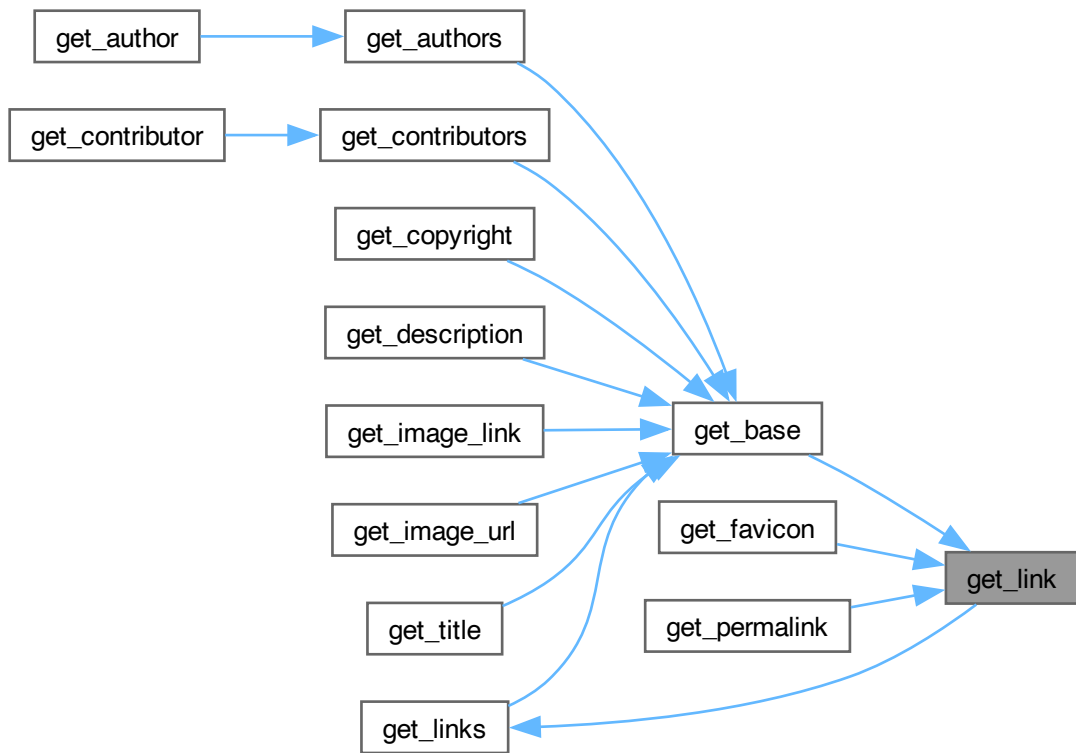 get_author
get_authors
get_contributor
get_contributors
get_copyright
get_description
get_image_link
get_base
get_image_url
get_favicon
get_link
get_title
get_permalink
get_links